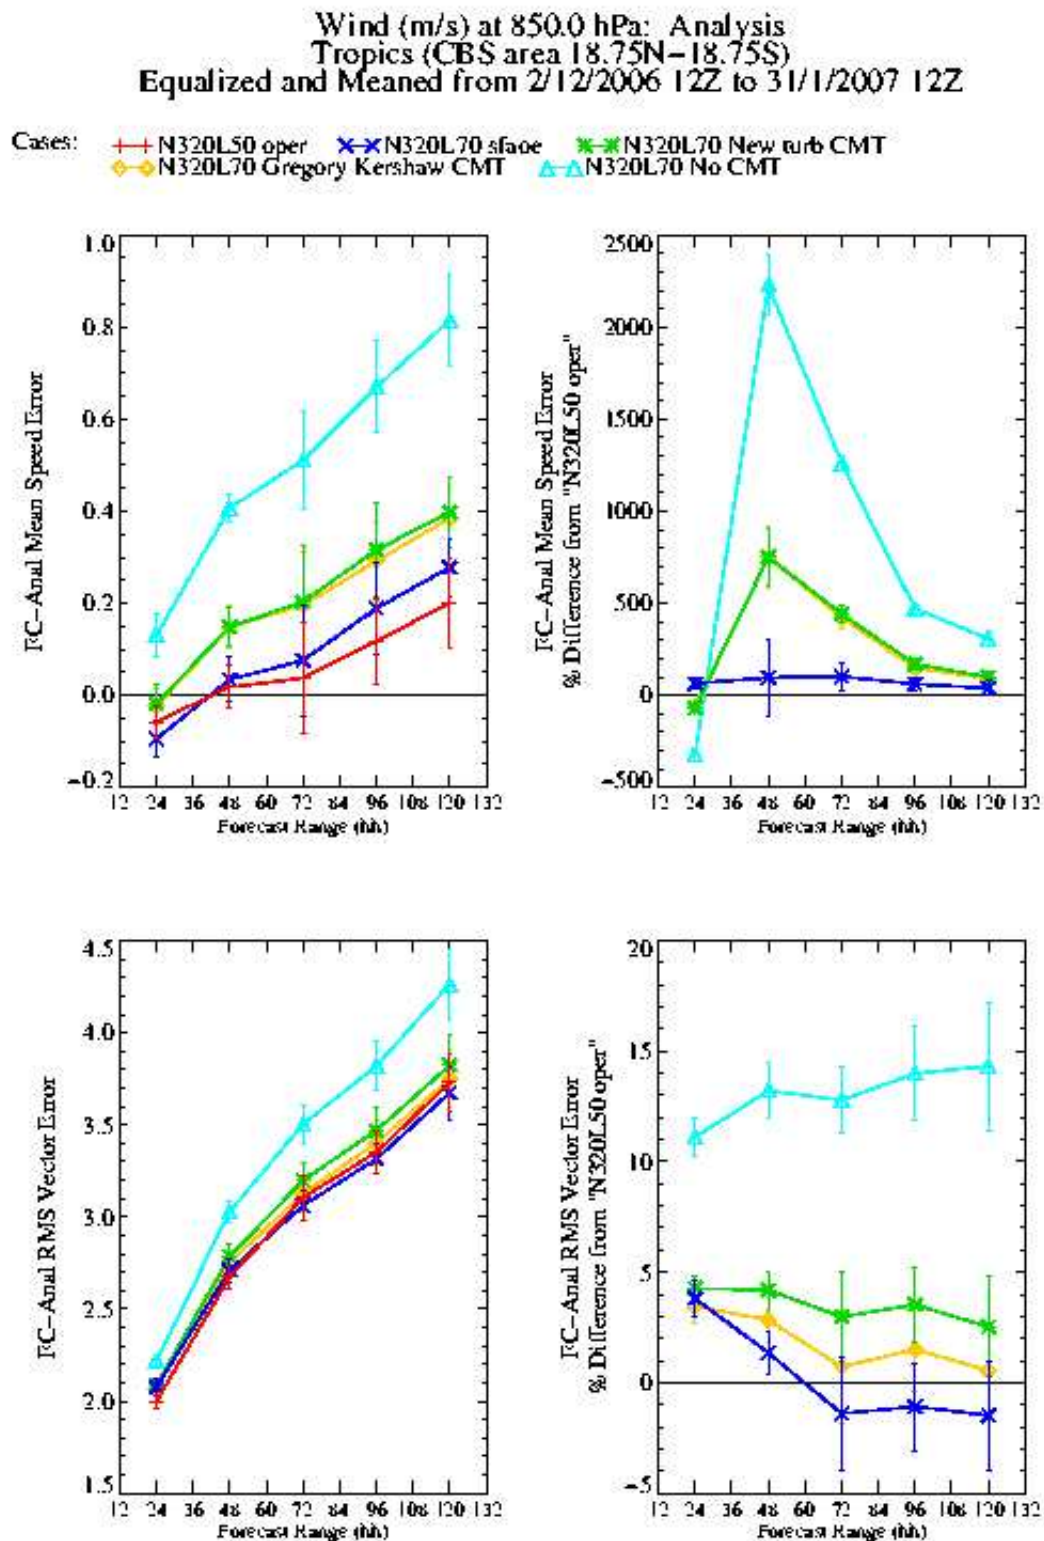 Wind (m/s) at 850.0 hPa: Analysis
Tropics (CBS area 18.75N-18.75S)
Equalized and Meaned from 2/12/2006 12Z to 31/1/2007 12Z
Cases: N320L50 oper N320L70 sfaoe N320L70 New turb CMT
N320L70 Gregory Kershaw CMT N320L70 No CMT
FC-Anal Mean Speed Error
1.0
0.8
0.6
0.4
0.2
0.0
-0.2
12 24 36 48 60 72 84 96 108 120 132
Forecast Range (hh)
FC-Anal Mean Speed Error
% Difference from "N320L50 oper"
2500
2000
1500
1000
500
0
-500
12 24 36 48 60 72 84 96 108 120 132
Forecast Range (hh)
FC-Anal RMS Vector Error
4.5
4.0
3.5
3.0
2.5
2.0
1.5
12 24 36 48 60 72 84 96 108 120 132
Forecast Range (hh)
FC-Anal RMS Vector Error
% Difference from "N320L50 oper"
20
15
10
5
0
-5
12 24 36 48 60 72 84 96 108 120 132
Forecast Range (hh)